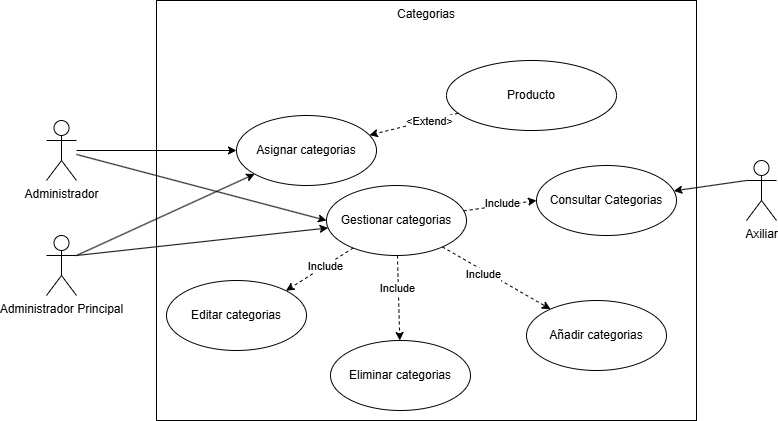 Categorias
Producto
<Extend>
Asignar categorias
Administrador
Consultar Categorias
Include
Gestionar categorias
Axiliar
Administrador Principal
Include
Include
Include
Editar categorias
Añadir categorias
Eliminar categorias